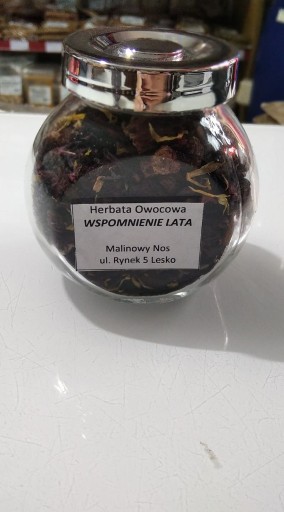 Herbata Owocowa
WSPOMNIENIE LATA
Malinowy Nos
ul. Rynek 5 Lesko